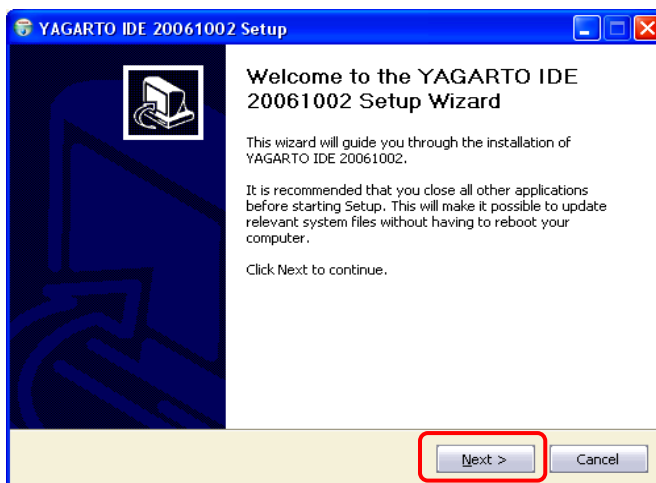 YAGARTO IDE 20061002 Setup
Welcome to the YAGARTO IDE
20061002 Setup Wizard
This wizard will guide you through the installation of
YAGARTO IDE 20061002.
It is recommended that you close all other applications
before starting Setup. This will make it possible to update
relevant system files without having to reboot your
computer.
Click Next to continue.
Next > Cancel